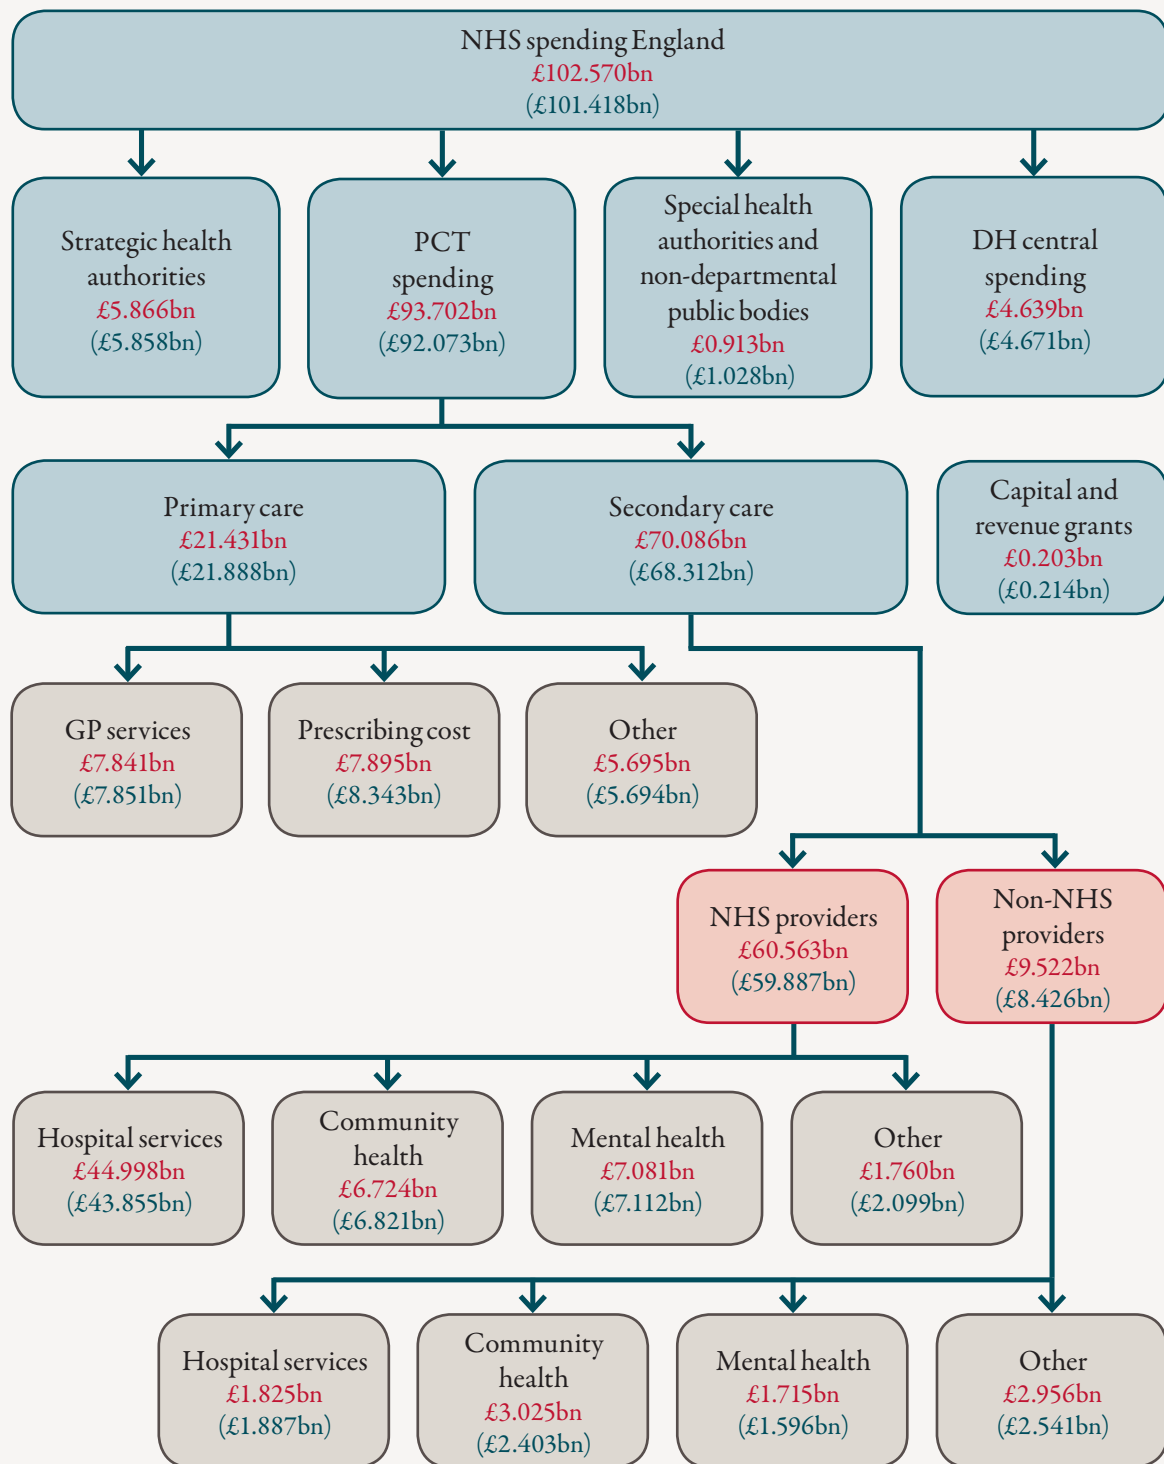 NHS spending England
£102.570bn
(£101.418bn)
Strategic health
authorities
£5.866bn
(£5.858bn)
PCT
spending
£93.702bn
(£92.073bn)
Special health
authorities and
non-departmental
public bodies
£0.913bn
(£1.028bn)
DH central
spending
£4.639bn
(£4.671bn)
Primary care
£21.431bn
(£21.888bn)
Secondary care
£70.086bn
(£68.312bn)
Capital and
revenue grants
£0.203bn
(£0.214bn)
GP services
£7.841bn
(£7.851bn)
Prescribing cost
£7.895bn
(£8.343bn)
Other
£5.695bn
(£5.694bn)
NHS providers
£60.563bn
(£59.887bn)
Non-NHS
providers
£9.522bn
(£8.426bn)
Hospital services
£44.998bn
(£43.855bn)
Community
health
£6.724bn
(£6.821bn)
Mental health
£7.081bn
(£7.112bn)
Other
£1.760bn
(£2.099bn)
Hospital services
£1.825bn
(£1.887bn)
Community
health
£3.025bn
(£2.403bn)
Mental health
£1.715bn
(£1.596bn)
Other
£2.956bn
(£2.541bn)